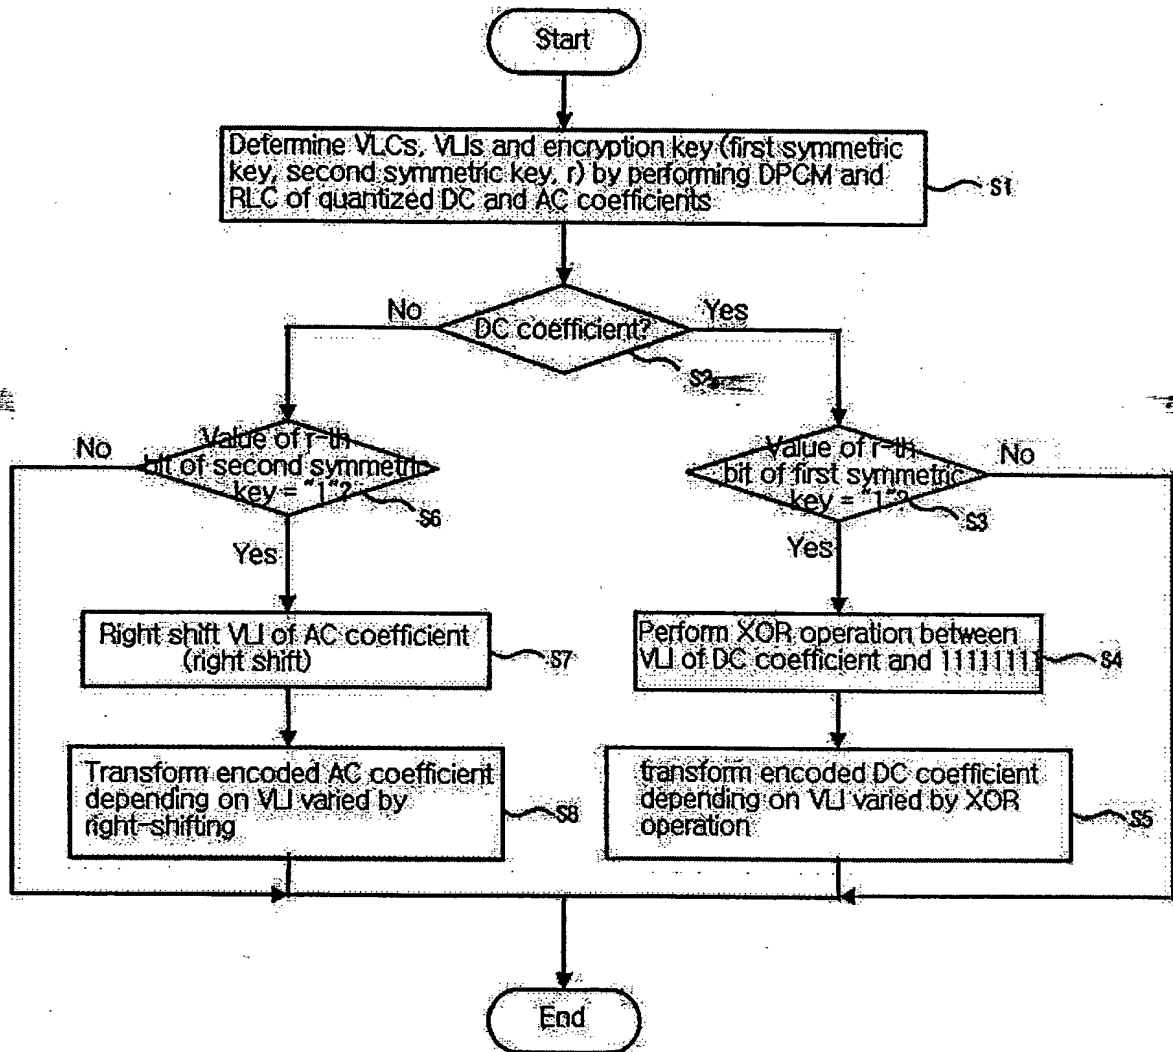 Start
Determine VLCs, VLIs and encryption key (first symmetric
key, second symmetric key, r) by performing DPCM and
RLC of quantized DC and AC coefficients
S1
No
DC coefficient?
Yes
S2
No
Value of r-th
bit of second symmetric
key = "1"?
S6
Yes
Value of r-th
bit of first symmetric
key = "1"?
No
S3
Yes
Right shift VLI of AC coefficient
(right shift)
S7
Perform XOR operation between
VLI of DC coefficient and 11111111
S4
Transform encoded AC coefficient
depending on VLI varied by
right-shifting
S8
transform encoded DC coefficient
depending on VLI varied by XOR
operation
S5
End